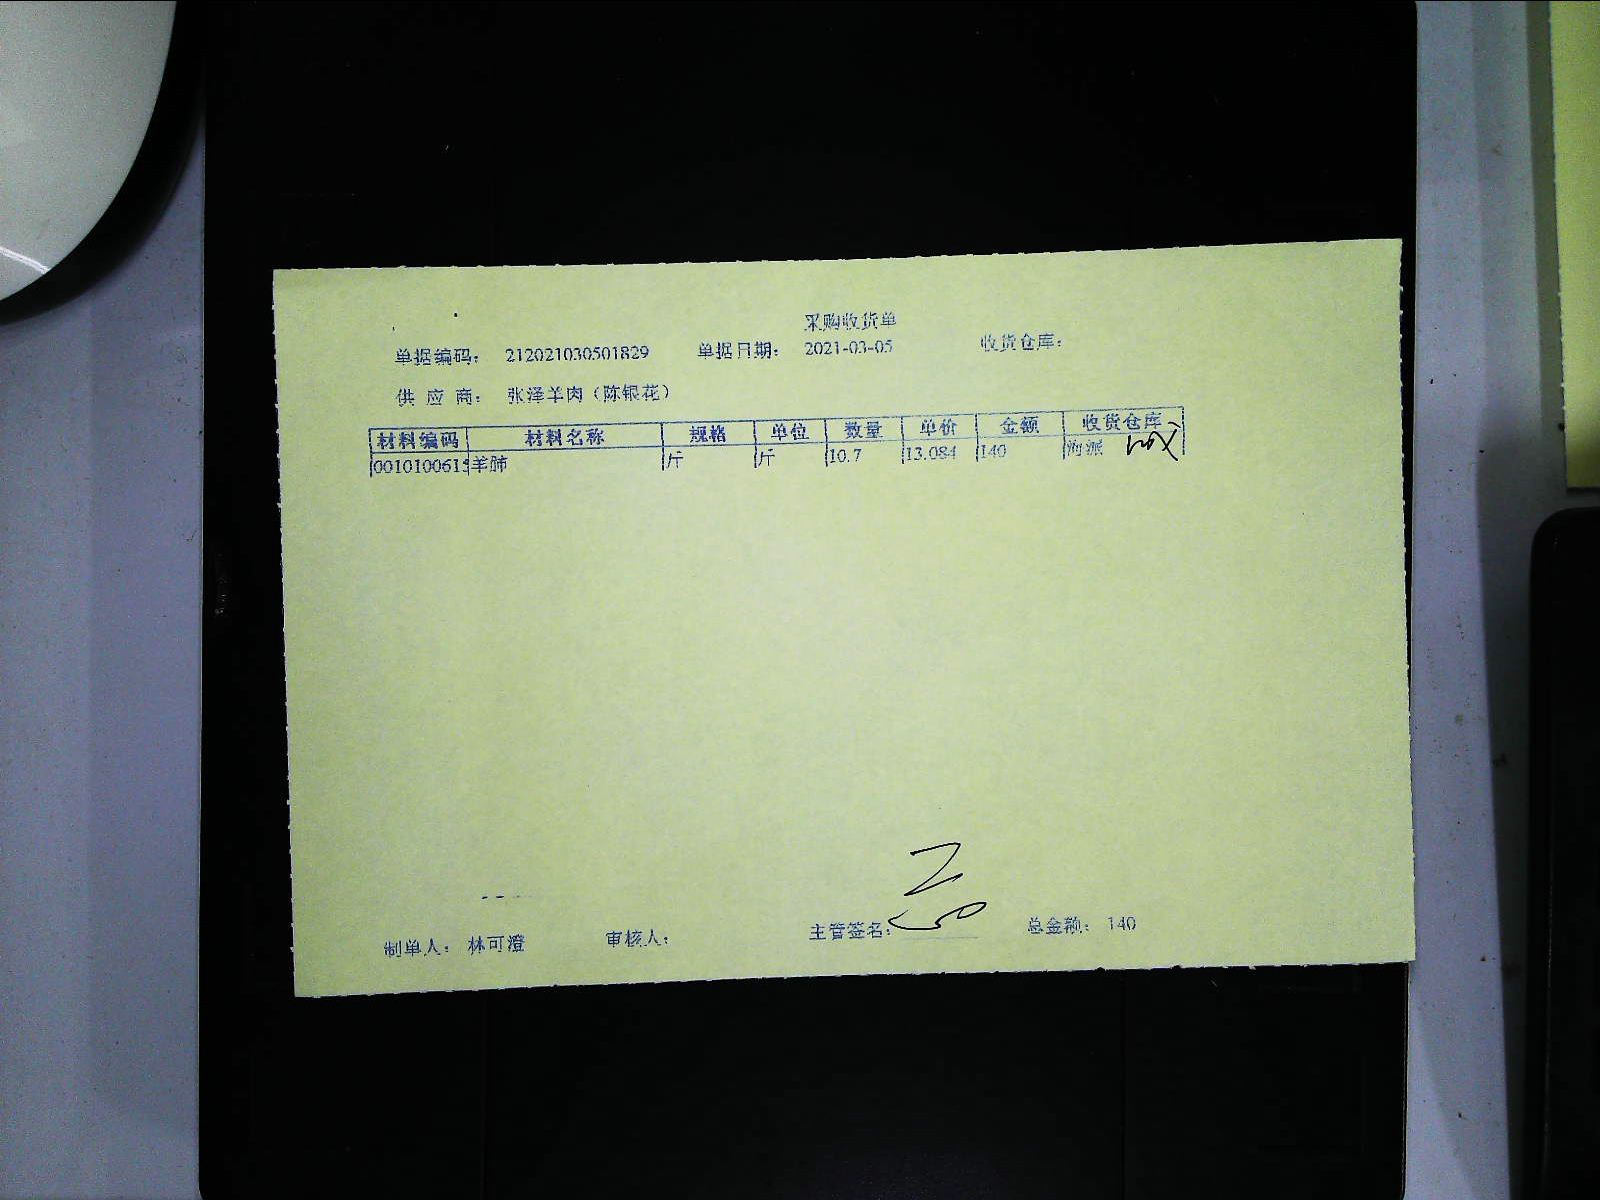 采购收货单
单据编码： 212021030501829 单据日期： 2021-03-05 收货仓库：
供 应 商： 张泽羊肉（陈银花）
材料编码 材料名称 规格 单位 数量 单价 金额 收货仓库
0010100615 羊肺 斤 斤 10.7 13.084 140 海派
制单人： 林可澄 审核人： 主管签名： 总金额： 140